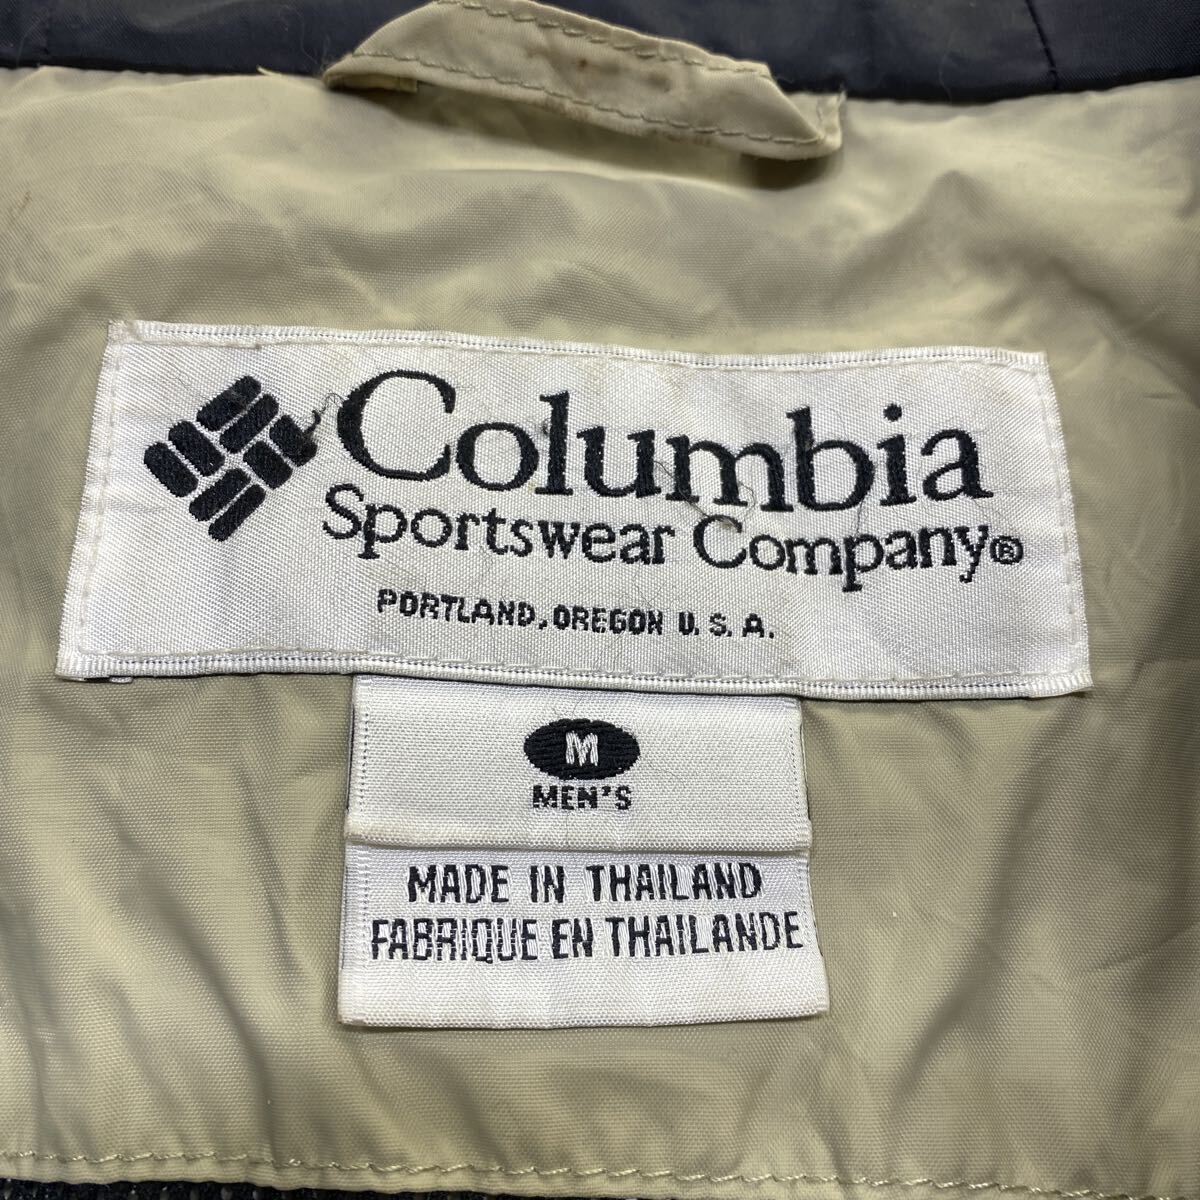 Columbia
Sportswear Company®
PORTLAND, OREGON U.S.A.
M
MEN'S
MADE IN THAILAND
FABRIQUE EN THAILANDE